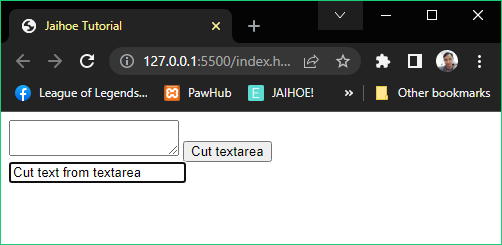 Jaihoe Tutorial
127.0.0.1:5500/index.h...
League of Legends... PawHub JAIHOE! » Other bookmarks
Cut textarea
Cut text from textarea